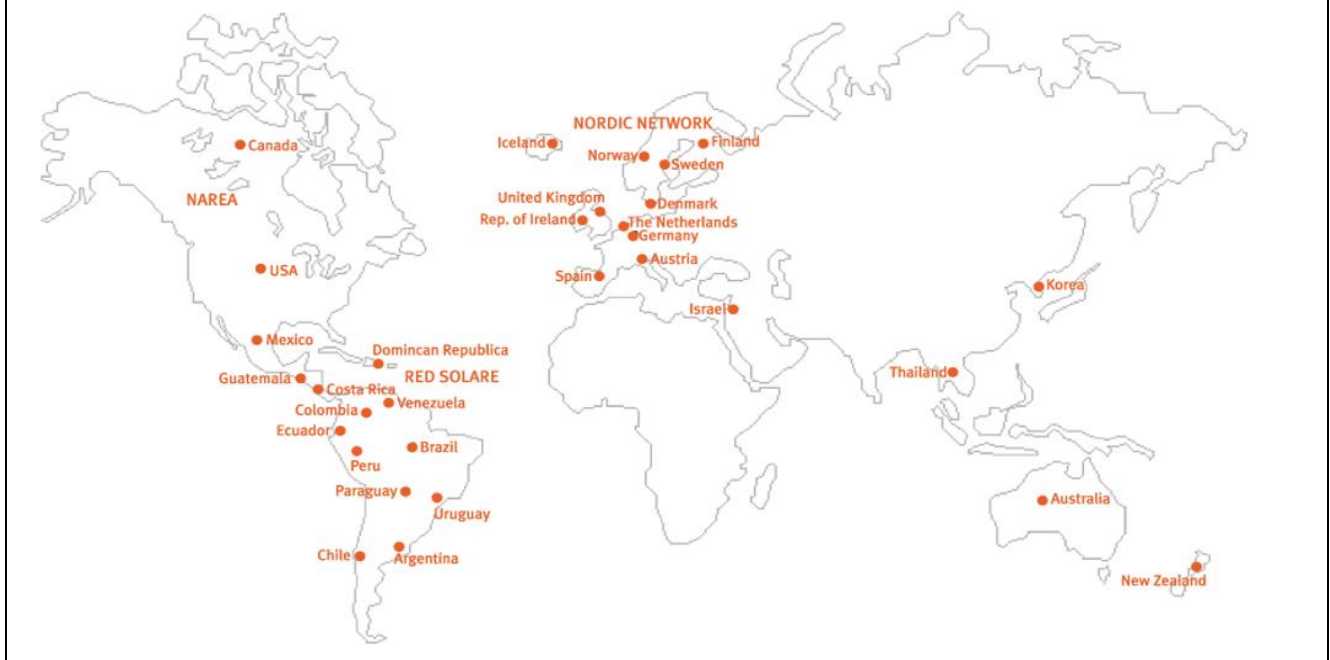 NORDIC NETWORK
Iceland
Finland
Canada
Norway
Sweden
NAREA
United Kingdom
Denmark
Rep. of Ireland
The Netherlands
Germany
Austria
USA
Spain
Korea
Israel
Mexico
Domincan Republica
Thailand
Guatemala
RED SOLARE
Costa Rica
Venezuela
Colombia
Ecuador
Brazil
Peru
Paraguay
Australia
Uruguay
Chile
Argentina
New Zealand